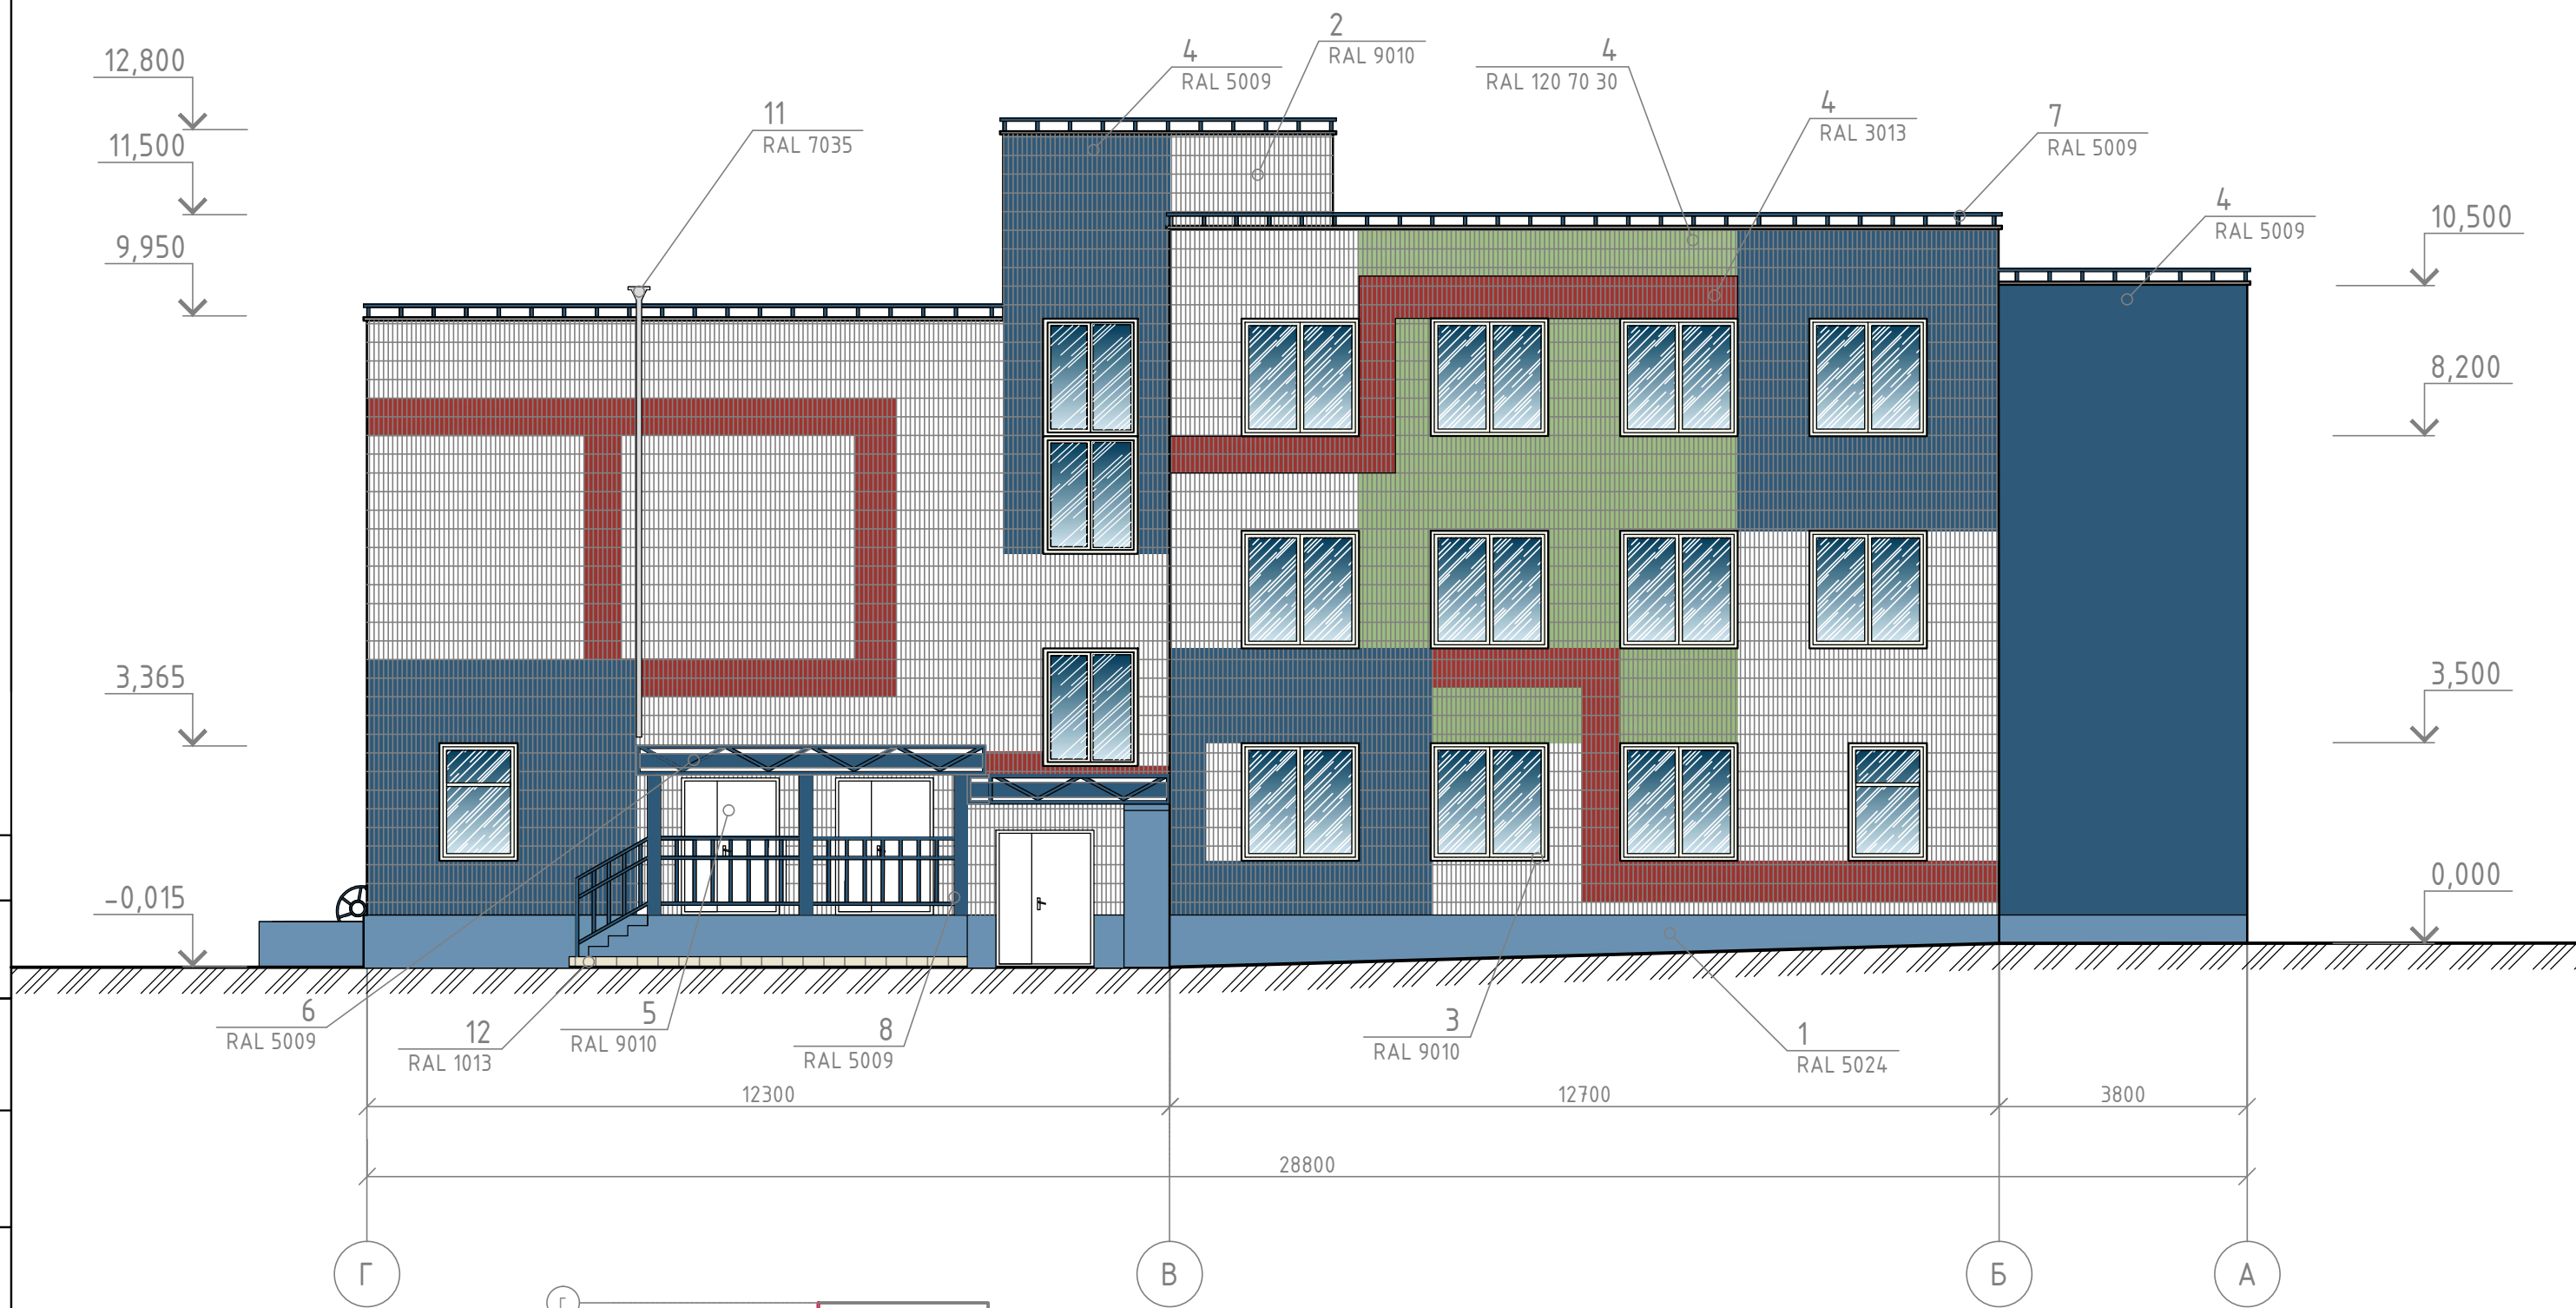 2
RAL 9010
4
RAL 5009
4
RAL 120 70 30
12,800
4
RAL 3013
11
RAL 7035
7
RAL 5009
11,500
4
RAL 5009
10,500
9,950
8,200
3,365
3,500
-0,015
0,000
6
RAL 5009
12
RAL 1013
5
RAL 9010
8
RAL 5009
3
RAL 9010
1
RAL 5024
12300
12700
3800
28800
Г
В
Б
А
Г